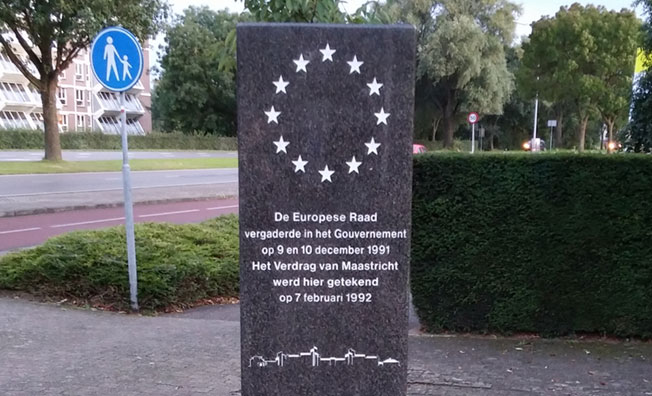 De Europese Raad
vergaderde in het Gouvernement
op 9 en 10 december 1991
Het Verdrag van Maastricht
werd hier getekend
op 7 februari 1992